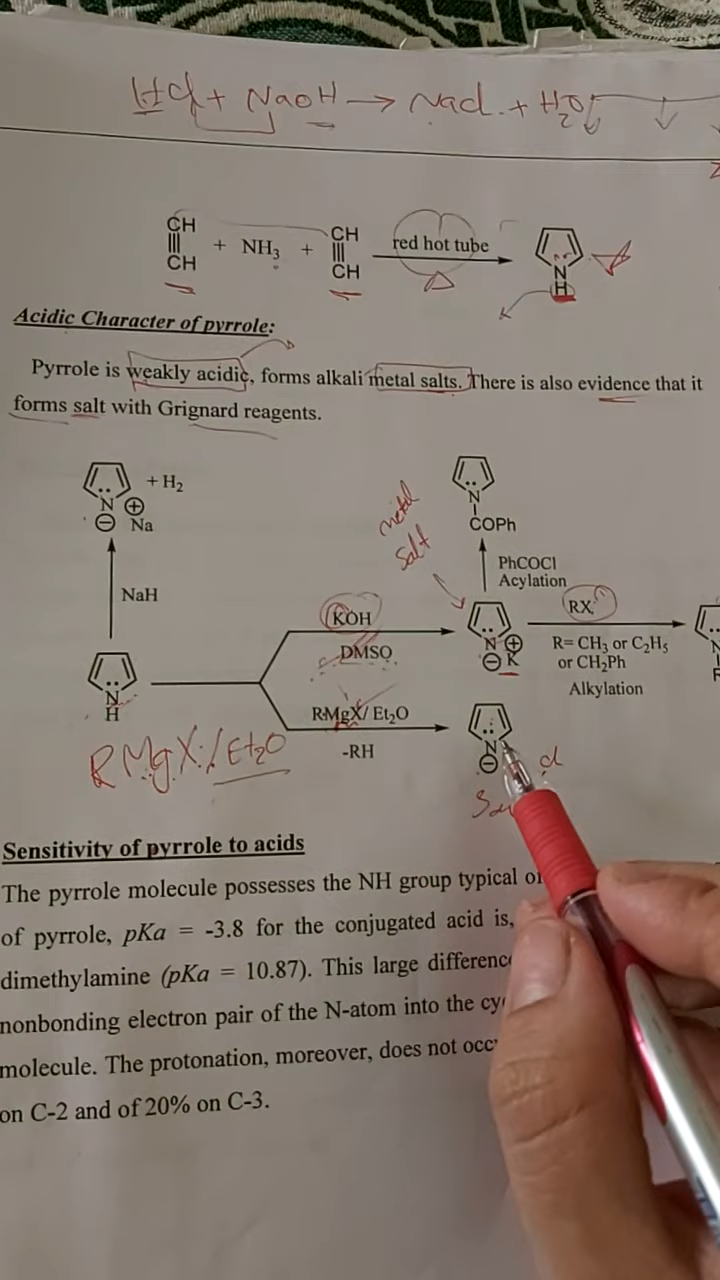 HCl + NaOH → NaCl + H₂O
CH CH
+ NH₃ + red hot tube
CH CH N
H
Acidic Character of pyrrole:
Pyrrole is weakly acidic, forms alkali metal salts. There is also evidence that it
forms salt with Grignard reagents.
+ H₂
N ⊕
⊖ Na
N
COPh
metal
salt
PhCOCl
Acylation
NaH
KOH
RX
DMSO
N ⊕
⊖ K
R= CH₃ or C₂H₅
or CH₂Ph
Alkylation
N
H
RMgX/ Et₂O
-RH
N
⊖
RMgX/Et₂O
Sensitivity of pyrrole to acids
The pyrrole molecule possesses the NH group typical
of pyrrole, pKa = -3.8 for the conjugated acid is,
dimethylamine (pKa = 10.87). This large
nonbonding electron pair of the N-atom into the
molecule. The protonation, moreover, does not
on C-2 and of 20% on C-3.